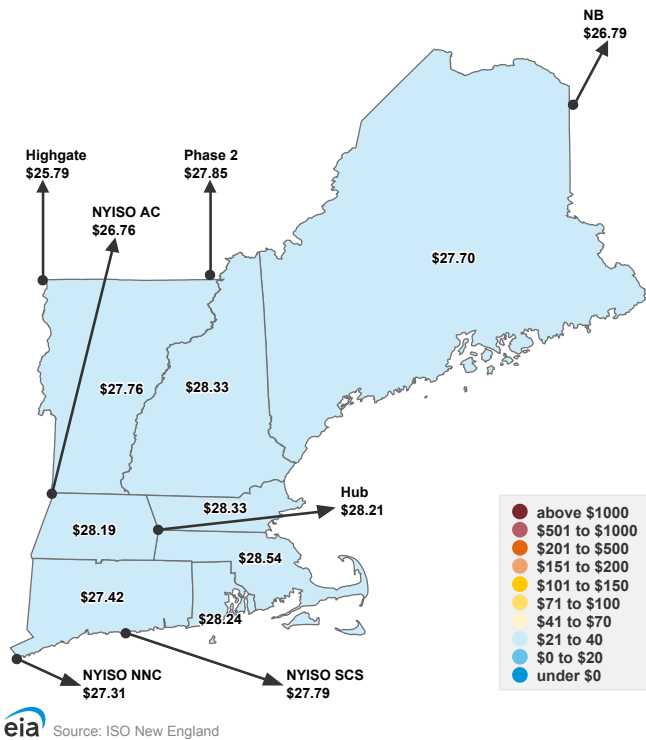 NB
$26.79
Highgate
$25.79
Phase 2
$27.85
NYISO AC
$26.76
$27.70
$27.76
$28.33
Hub
$28.21
$28.33
$28.19
$28.54
$27.42
$28.24
NYISO NNC
$27.31
NYISO SCS
$27.79
above $1000
$501 to $1000
$201 to $500
$151 to $200
$101 to $150
$71 to $100
$41 to $70
$21 to 40
$0 to $20
under $0
eia Source: ISO New England